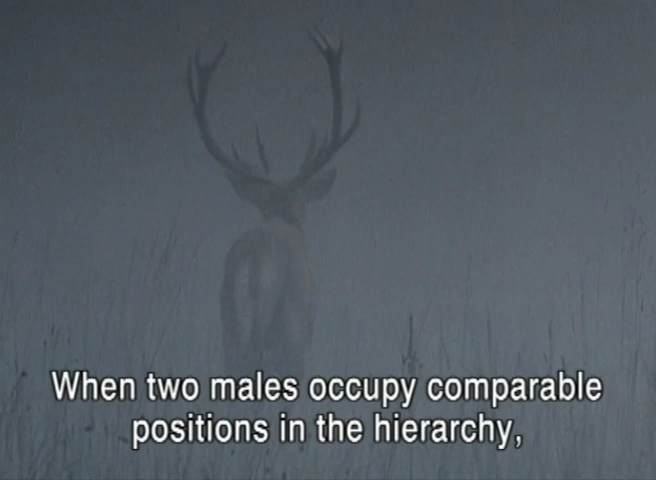 When two males occupy comparable
positions in the hierarchy,